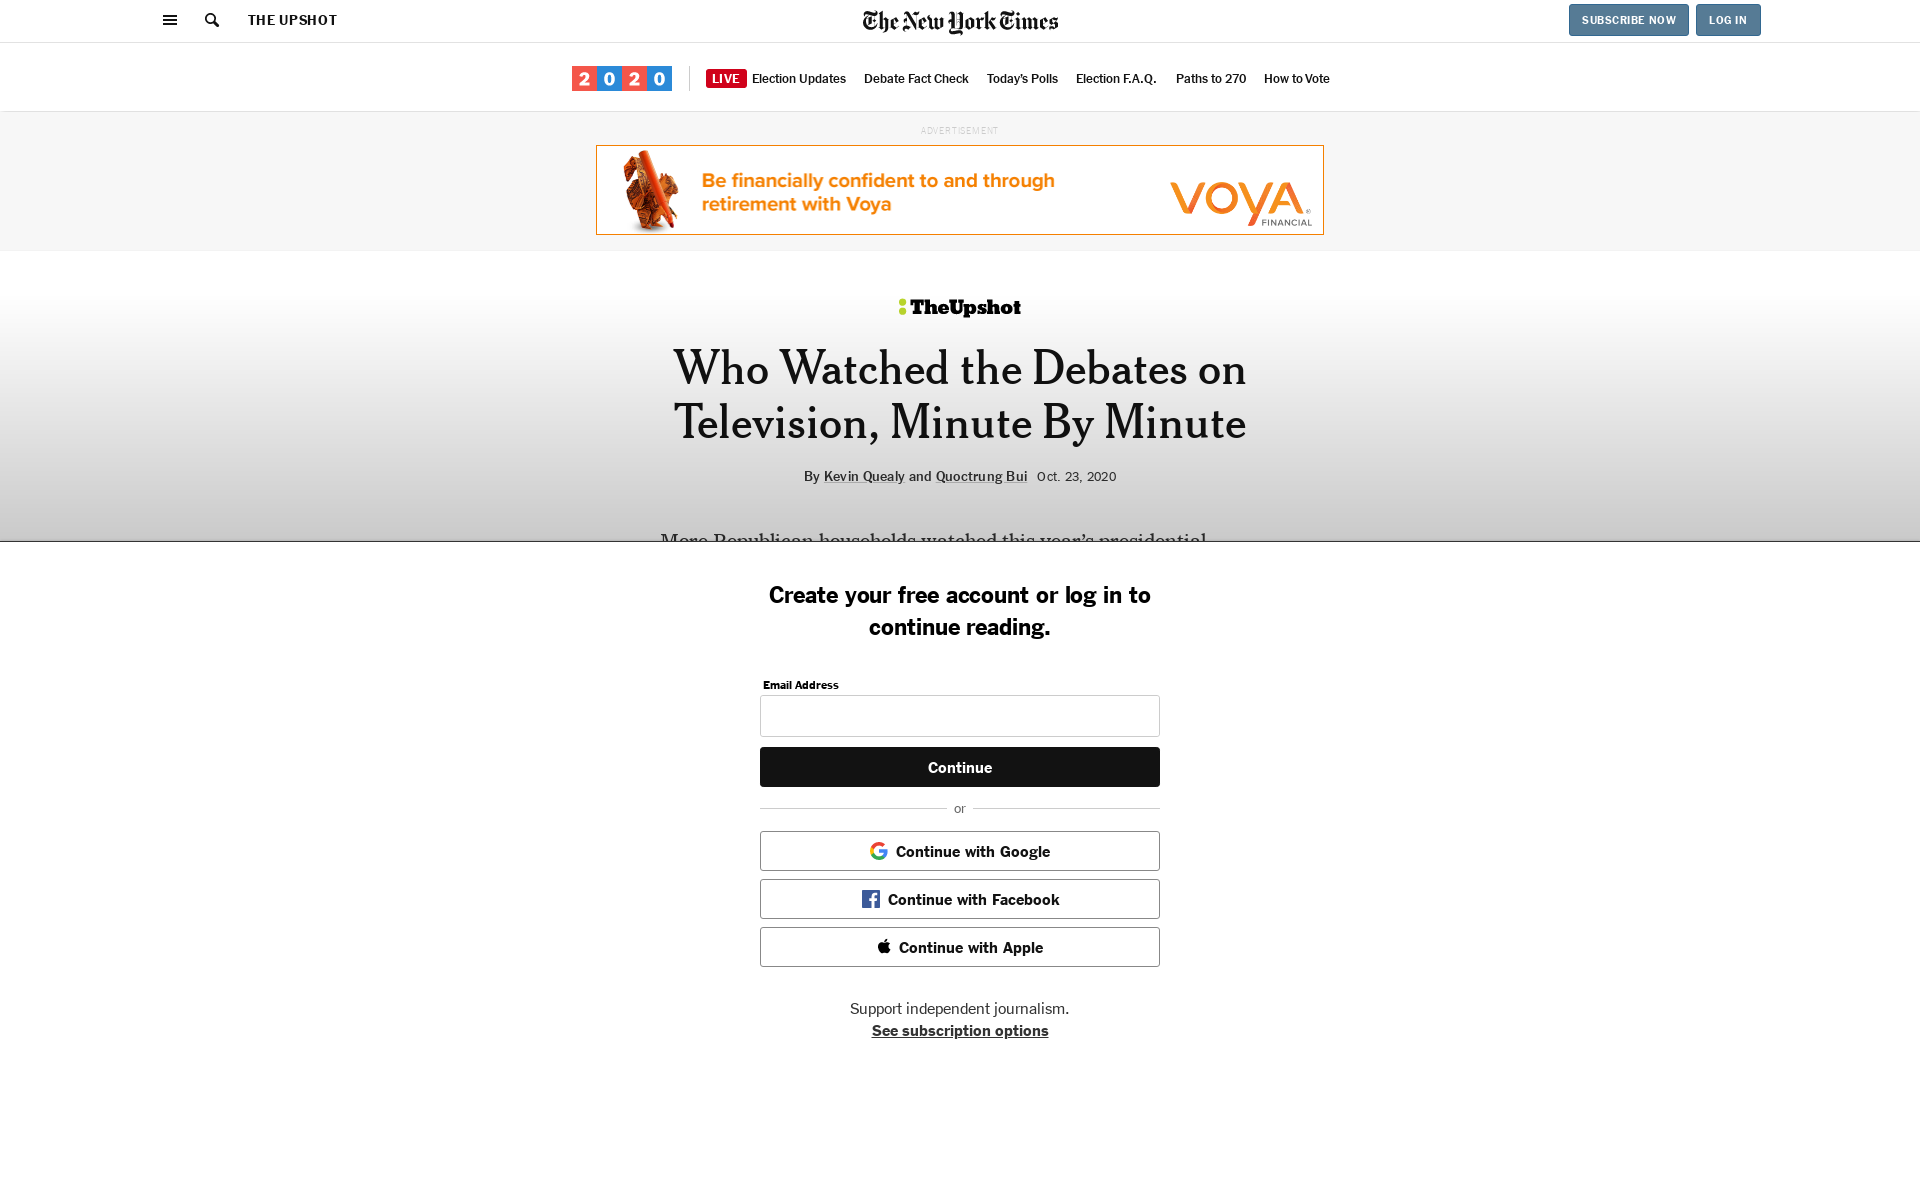 THE UPSHOT
The New York Times
SUBSCRIBE NOW
LOG IN
2020
LIVE Election Updates
Debate Fact Check
Today's Polls
Election F.A.Q.
Paths to 270
How to Vote
ADVERTISEMENT
Be financially confident to and through
retirement with Voya
VOYA®
FINANCIAL
TheUpshot
Who Watched the Debates on
Television, Minute By Minute
By Kevin Quealy and Quoctrung Bui Oct. 23, 2020
More Republican households watched this year’s presidential
Create your free account or log in to
continue reading.
Email Address
Continue
or
Continue with Google
Continue with Facebook
Continue with Apple
Support independent journalism.
See subscription options